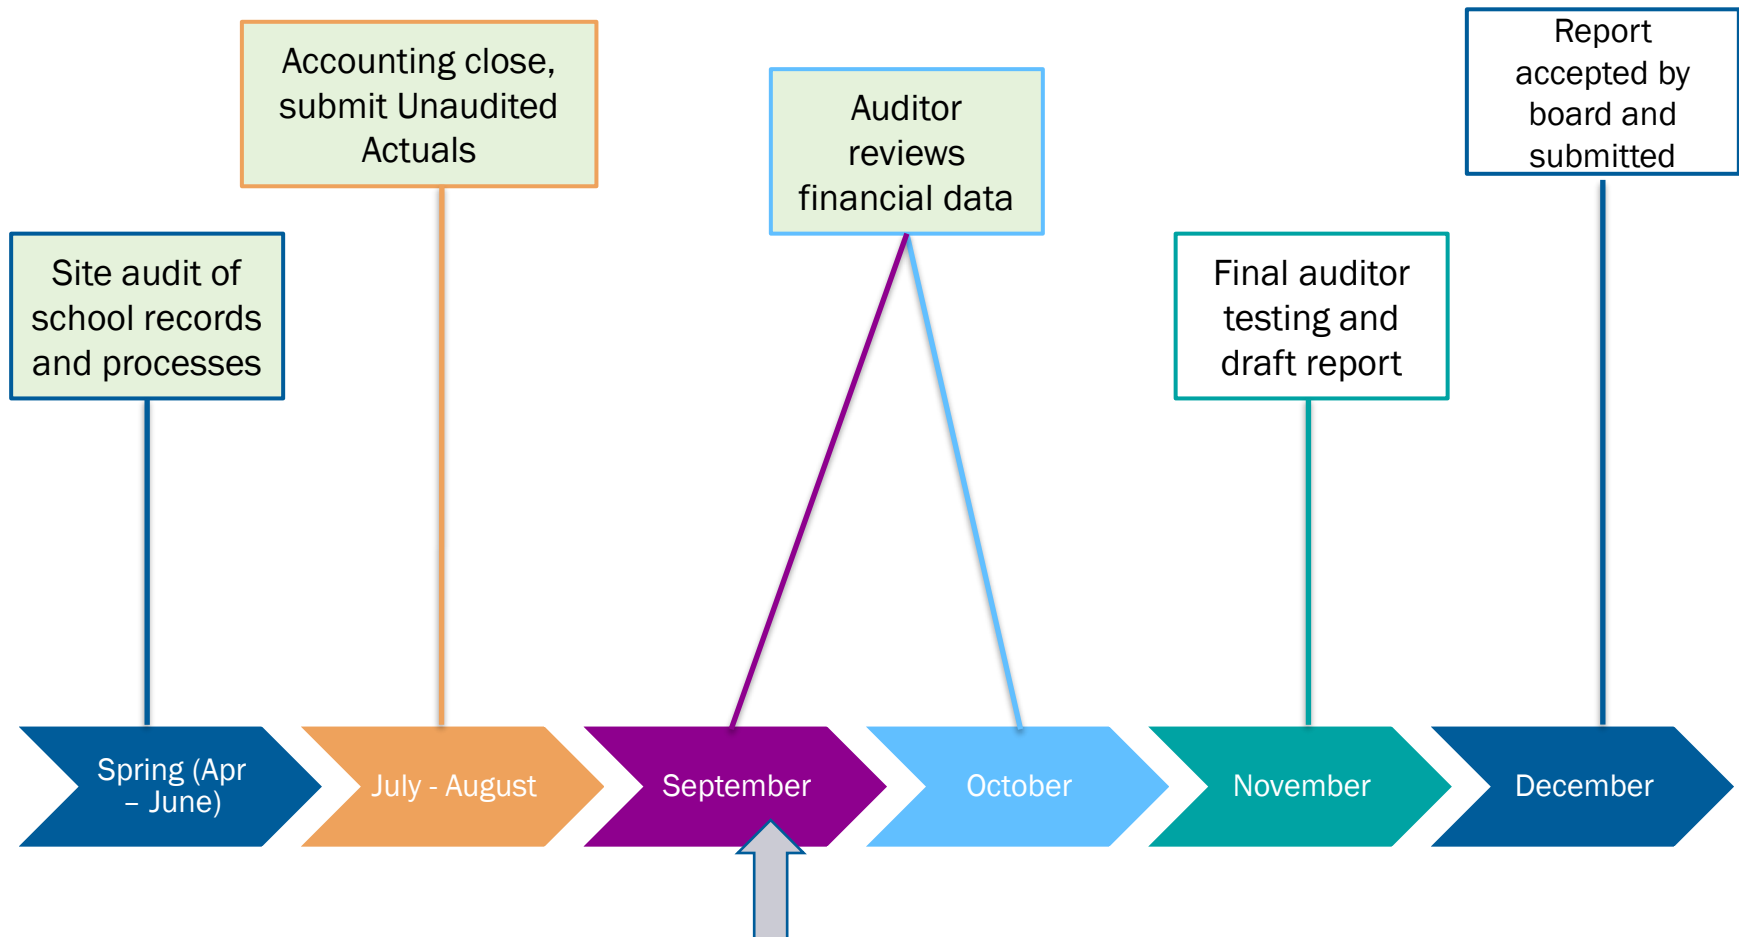 Accounting close,
submit Unaudited
Actuals
Report
accepted by
board and
submitted
Auditor
reviews
financial data
Site audit of
school records
and processes
Final auditor
testing and
draft report
Spring (Apr
– June)
July - August
September
October
November
December